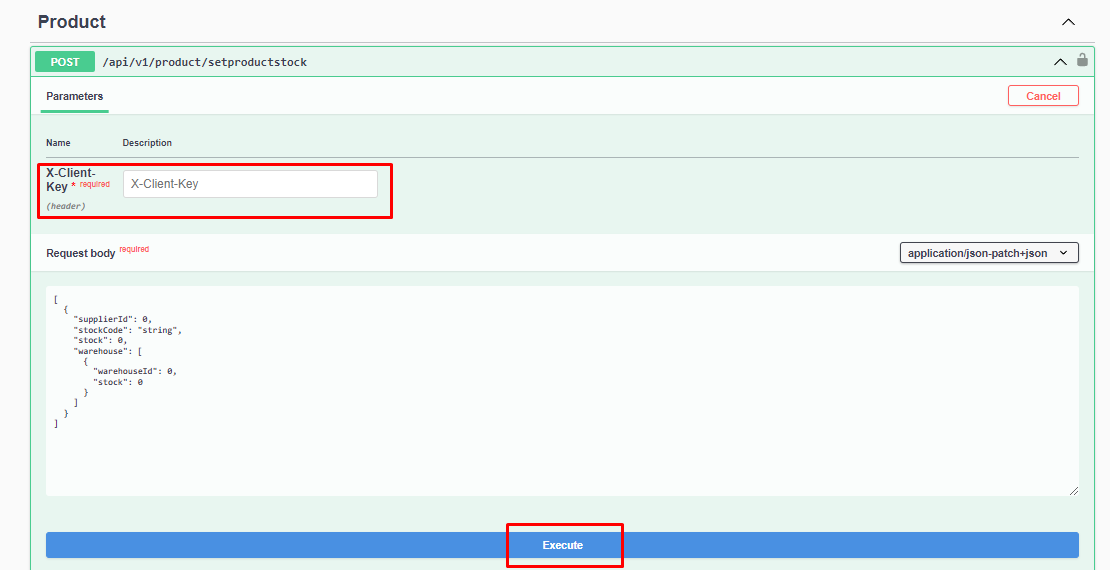 Product
POST /api/v1/product/setproductstock
Parameters
Cancel
Name Description
X-Client-
Key * required
(header)
X-Client-Key
Request body required
application/json-patch+json
[
  {
    "supplierId": 0,
    "stockCode": "string",
    "stock": 0,
    "warehouse": [
      {
        "warehouseId": 0,
        "stock": 0
      }
    ]
  }
]
Execute